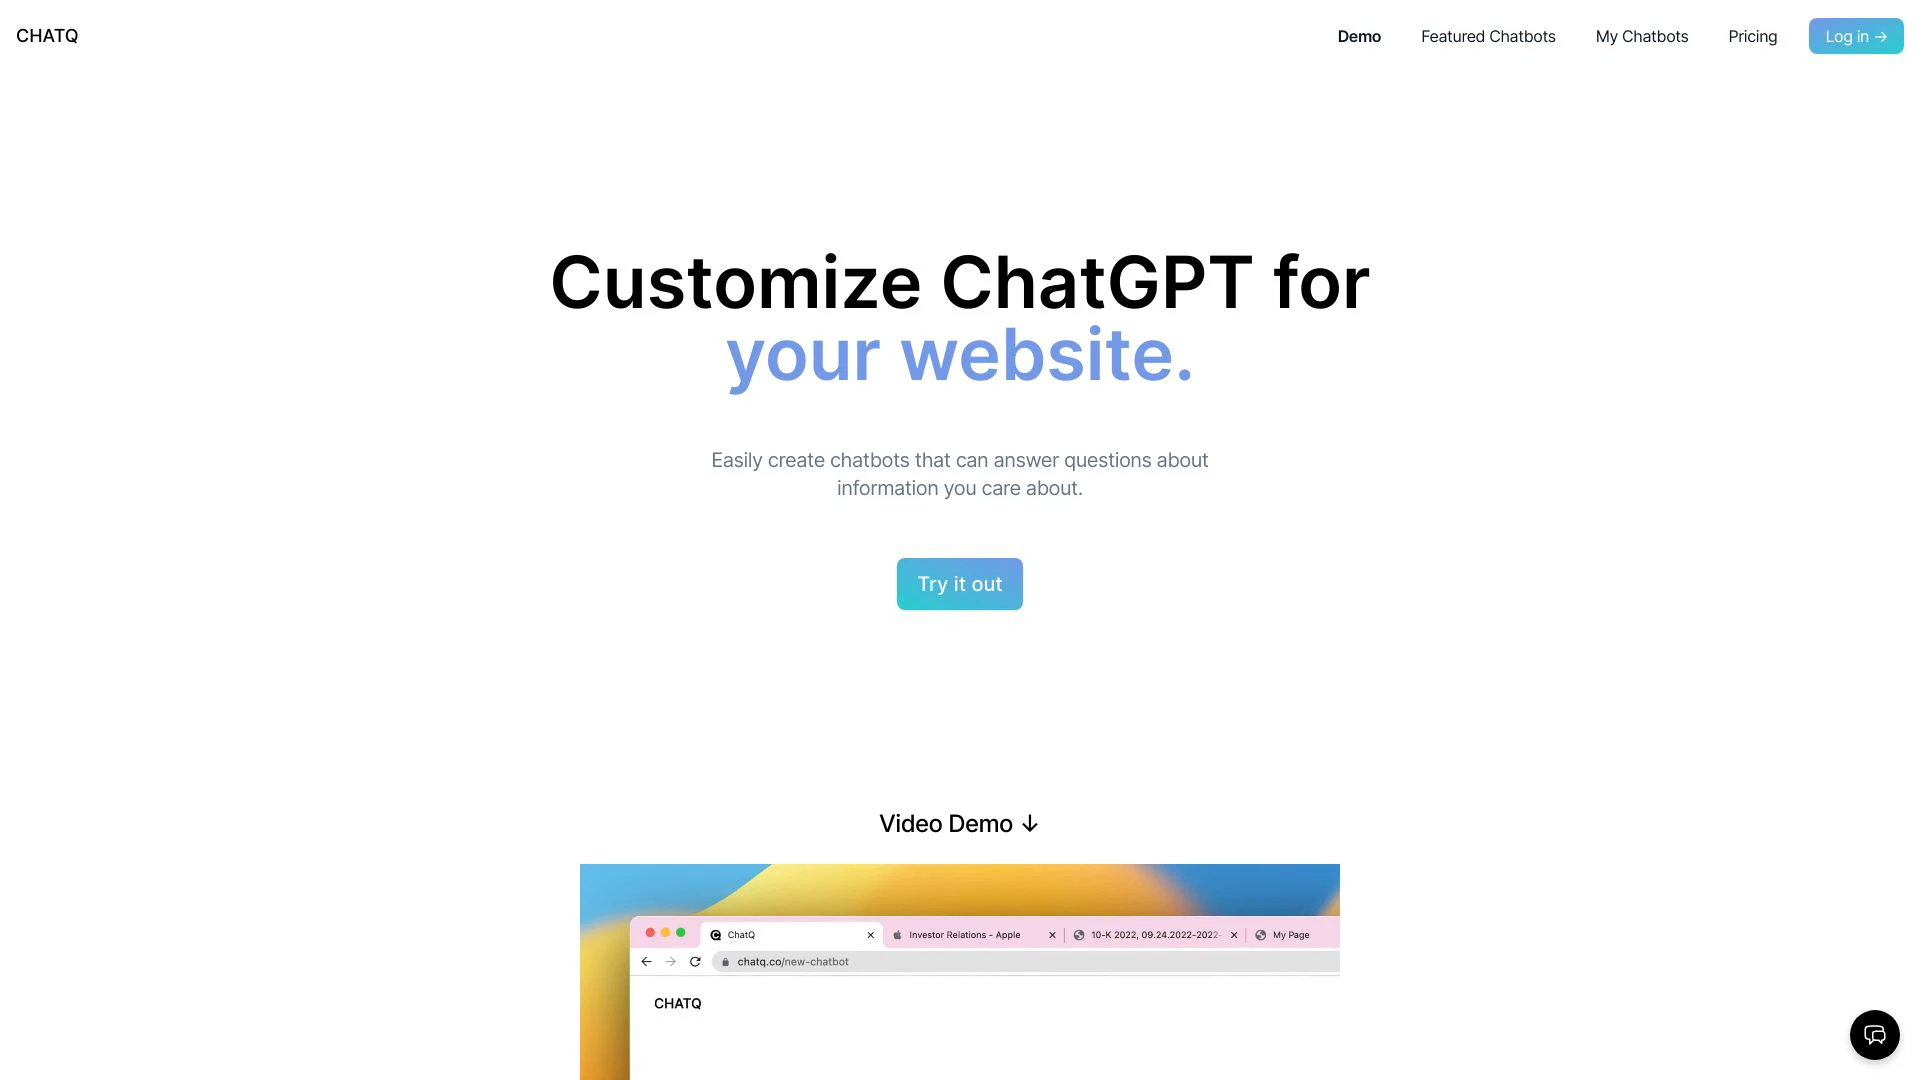 CHATQ
Demo
Featured Chatbots
My Chatbots
Pricing
Log in →
Customize ChatGPT for
your website.
Easily create chatbots that can answer questions about
information you care about.
Try it out
Video Demo ↓
ChatQ
Investor Relations - Apple
10-K 2022, 09.24.2022-2022-
My Page
chatq.co/new-chatbot
CHATQ